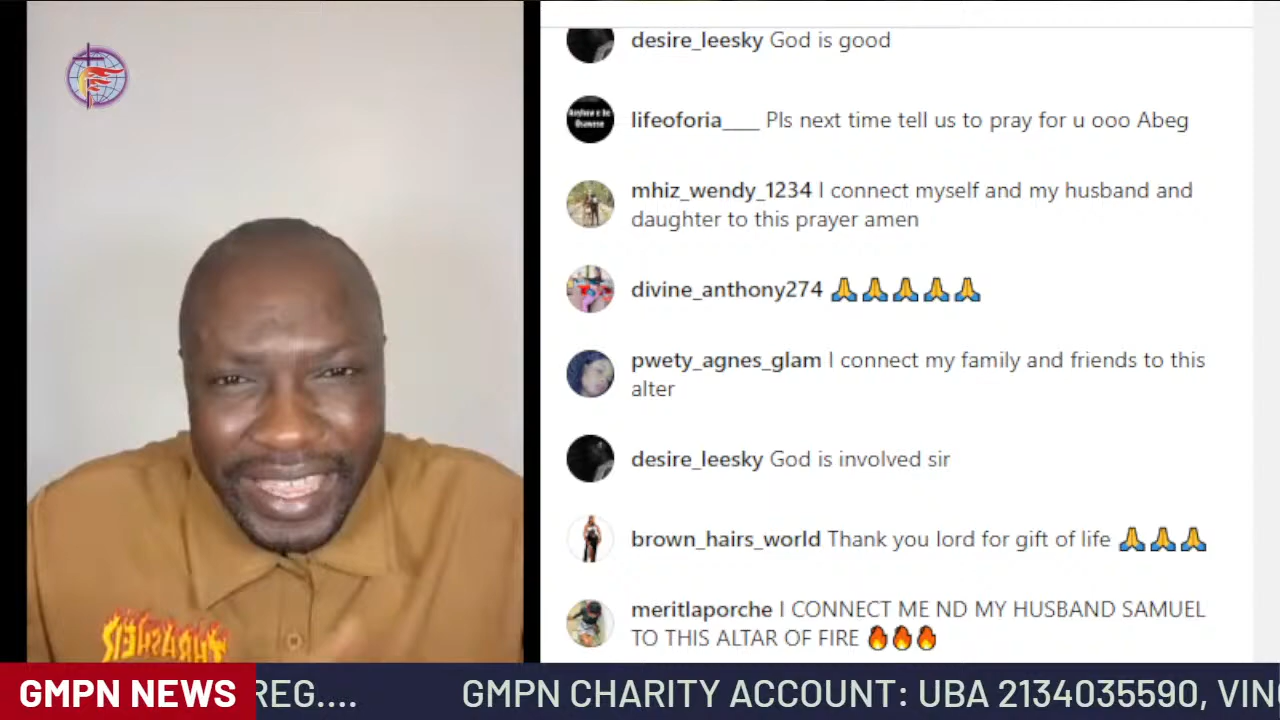 desire_leesky God is good
lifeoforia____ Pls next time tell us to pray for u ooo Abeg
mhiz_wendy_1234 I connect myself and my husband and
daughter to this prayer amen
divine_anthony274 🙏🙏🙏🙏🙏
pwety_agnes_glam I connect my family and friends to this
alter
desire_leesky God is involved sir
brown_hairs_world Thank you lord for gift of life 🙏🙏🙏
meritlaporche I CONNECT ME ND MY HUSBAND SAMUEL
TO THIS ALTAR OF FIRE 🔥🔥🔥
THRASHER
GMPN NEWS REG.... GMPN CHARITY ACCOUNT: UBA 2134035590, VIN